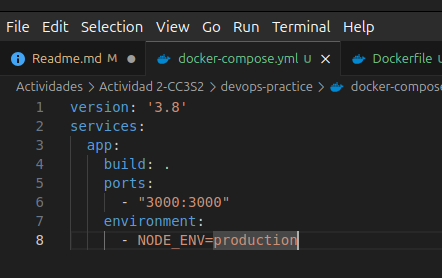 File Edit Selection View Go Run Terminal Help
Readme.md M docker-compose.yml U Dockerfile
Actividades > Actividad 2-CC3S2 > devops-practice > docker-compose
1 version: '3.8'
2 services:
3 app:
4 build: .
5 ports:
6 - "3000:3000"
7 environment:
8 - NODE_ENV=production